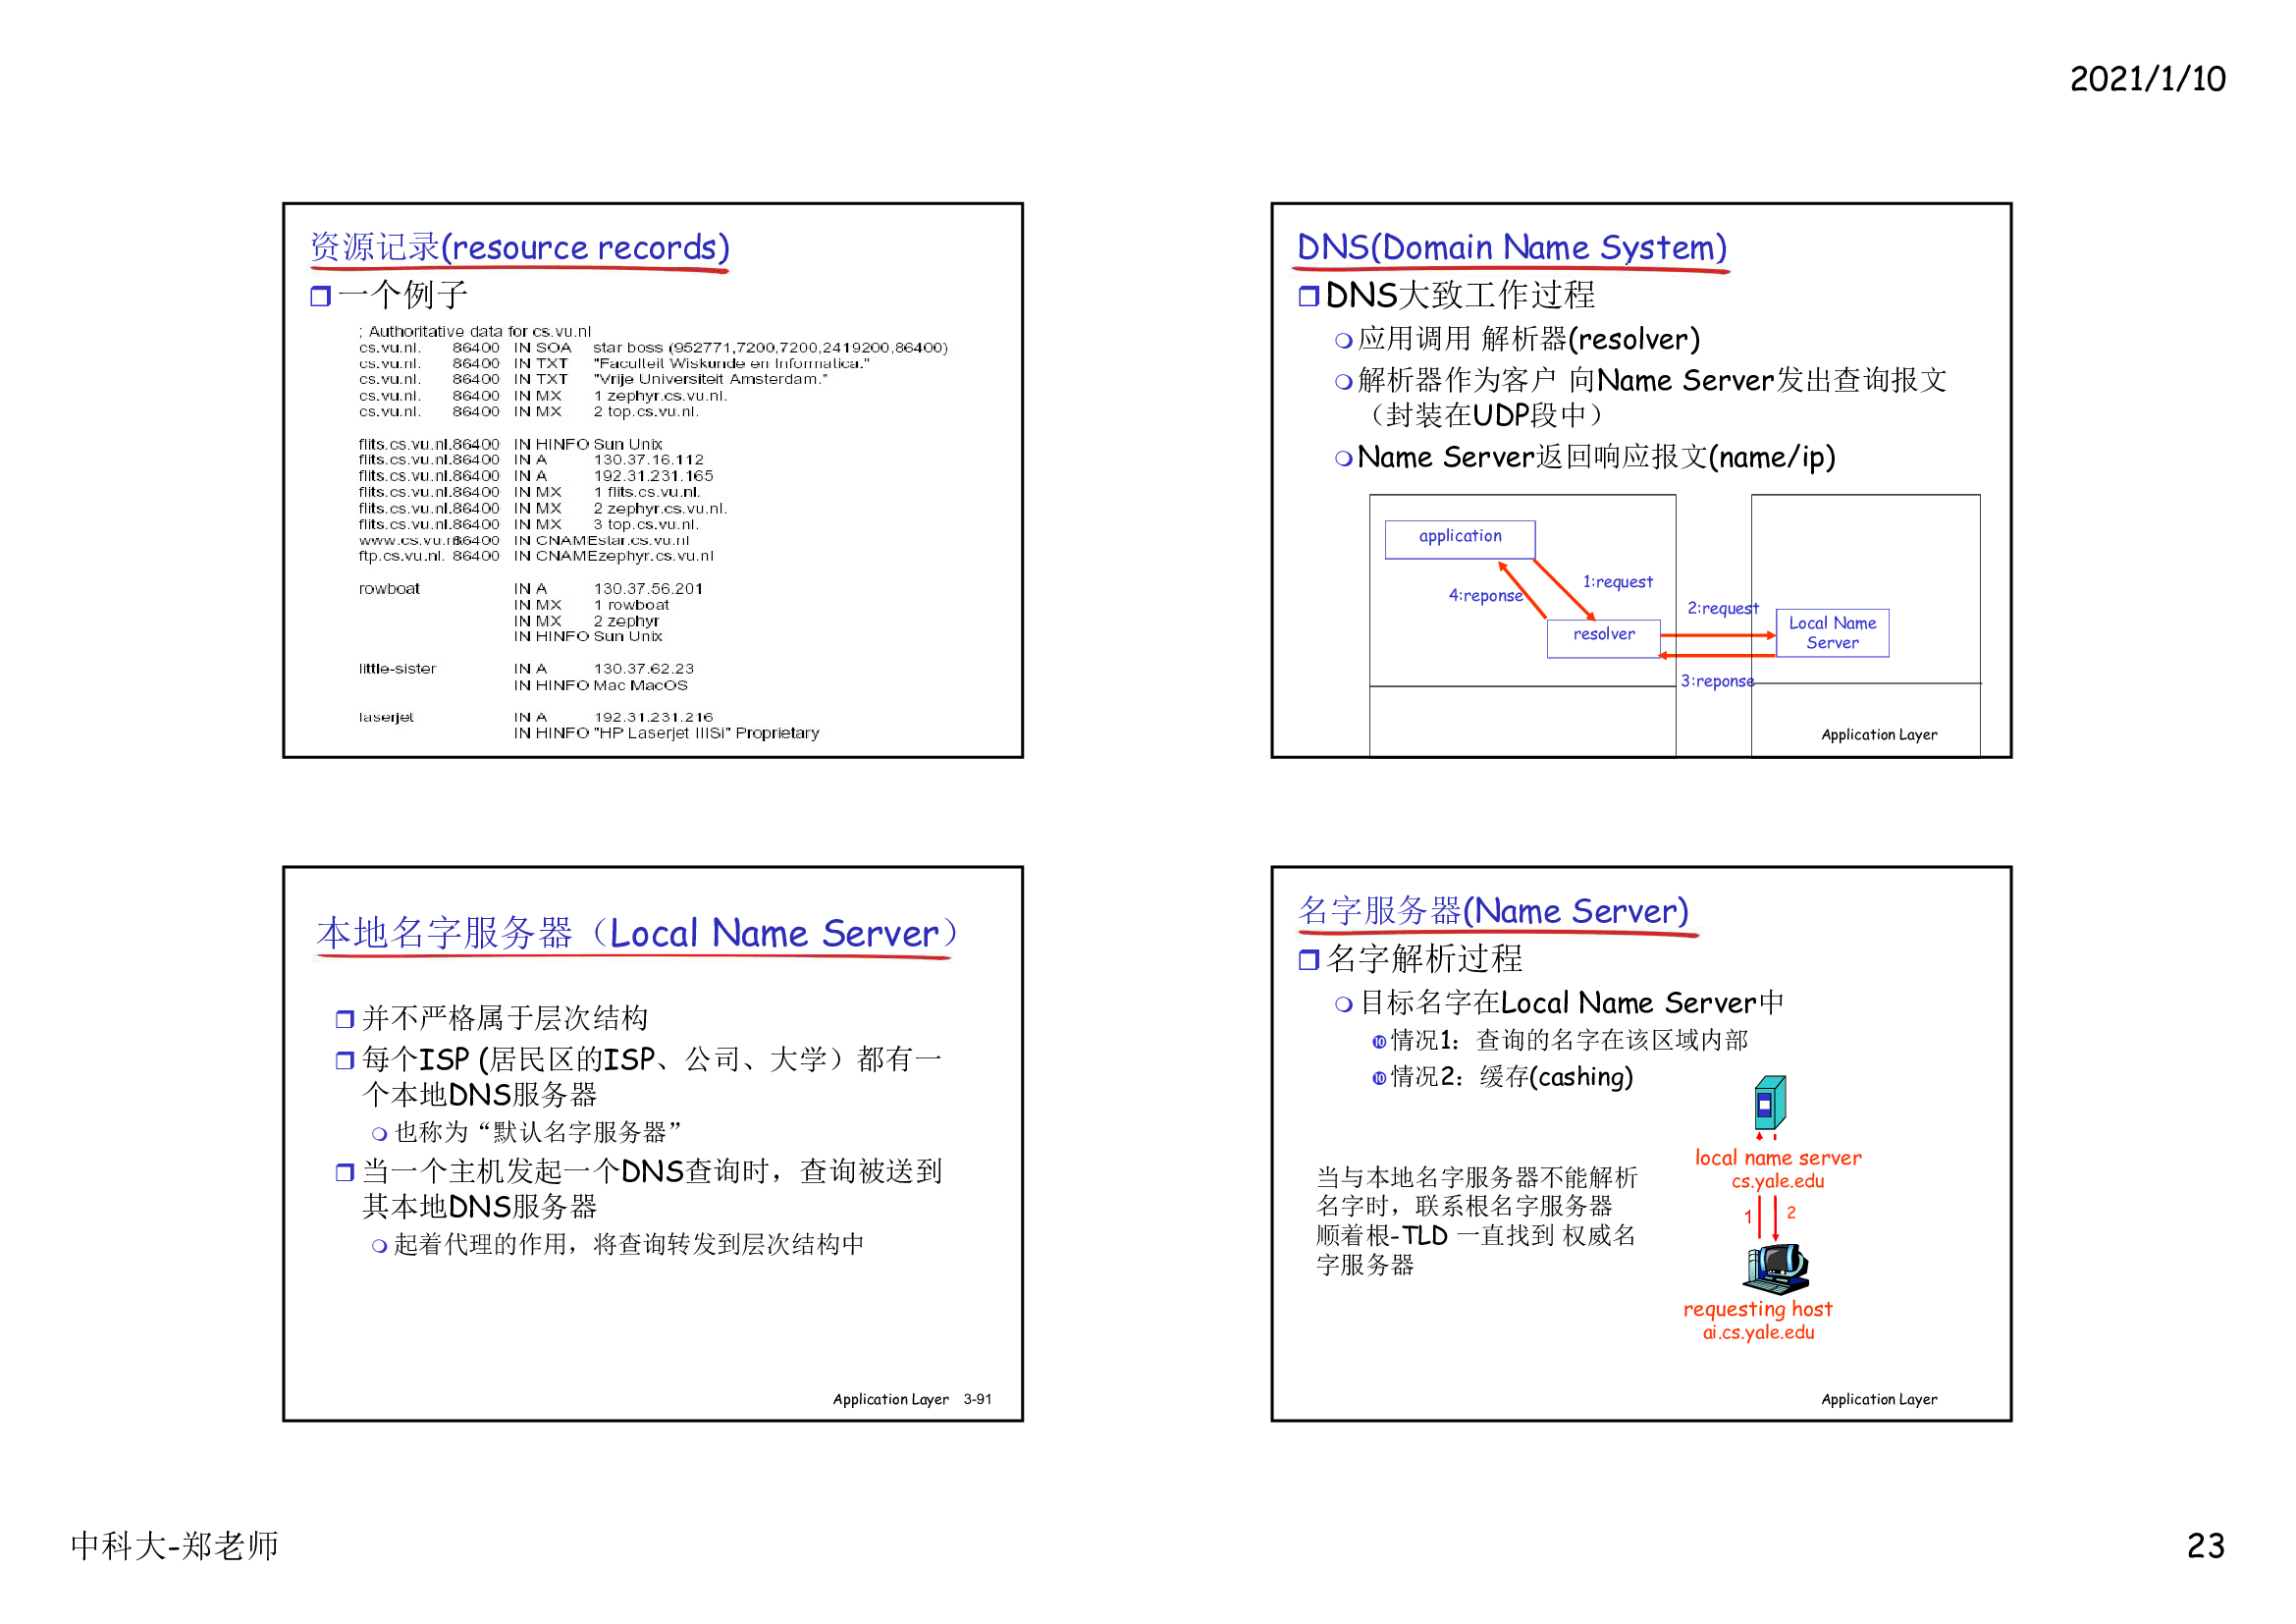 2021/1/10
资源记录(resource records)
一个例子
; Authoritative data for cs.vu.nl
cs.vu.nl. 86400 IN SOA star boss (952771,7200,7200,2419200,86400)
cs.vu.nl. 86400 IN TXT "Faculteit Wiskunde en Informatica."
cs.vu.nl. 86400 IN TXT "Vrije Universiteit Amsterdam."
cs.vu.nl. 86400 IN MX 1 zephyr.cs.vu.nl.
cs.vu.nl. 86400 IN MX 2 top.cs.vu.nl.
flits.cs.vu.nl.86400 IN HINFO Sun Unix
flits.cs.vu.nl.86400 IN A 130.37.16.112
flits.cs.vu.nl.86400 IN A 192.31.231.165
flits.cs.vu.nl.86400 IN MX 1 flits.cs.vu.nl.
flits.cs.vu.nl.86400 IN MX 2 zephyr.cs.vu.nl.
flits.cs.vu.nl.86400 IN MX 3 top.cs.vu.nl.
www.cs.vu.nl86400 IN CNAMEstar.cs.vu.nl
ftp.cs.vu.nl. 86400 IN CNAMEzephyr.cs.vu.nl
rowboat IN A 130.37.56.201
IN MX 1 rowboat
IN MX 2 zephyr
IN HINFO Sun Unix
little-sister IN A 130.37.62.23
IN HINFO Mac MacOS
laserjet IN A 192.31.231.216
IN HINFO "HP Laserjet IIISi" Proprietary
DNS(Domain Name System)
DNS大致工作过程
应用调用 解析器(resolver)
解析器作为客户 向Name Server发出查询报文
（封装在UDP段中）
Name Server返回响应报文(name/ip)
application
1:request
4:reponse
2:request
resolver
Local Name
Server
3:reponse
Application Layer
本地名字服务器（Local Name Server）
并不严格属于层次结构
每个ISP (居民区的ISP、公司、大学）都有一
个本地DNS服务器
也称为“默认名字服务器”
当一个主机发起一个DNS查询时，查询被送到
其本地DNS服务器
起着代理的作用，将查询转发到层次结构中
Application Layer 3-91
名字服务器(Name Server)
名字解析过程
目标名字在Local Name Server中
⑩情况1：查询的名字在该区域内部
⑩情况2：缓存(cashing)
当与本地名字服务器不能解析
名字时，联系根名字服务器
顺着根-TLD 一直找到 权威名
字服务器
local name server
cs.yale.edu
1 2
requesting host
ai.cs.yale.edu
Application Layer
中科大-郑老师
23